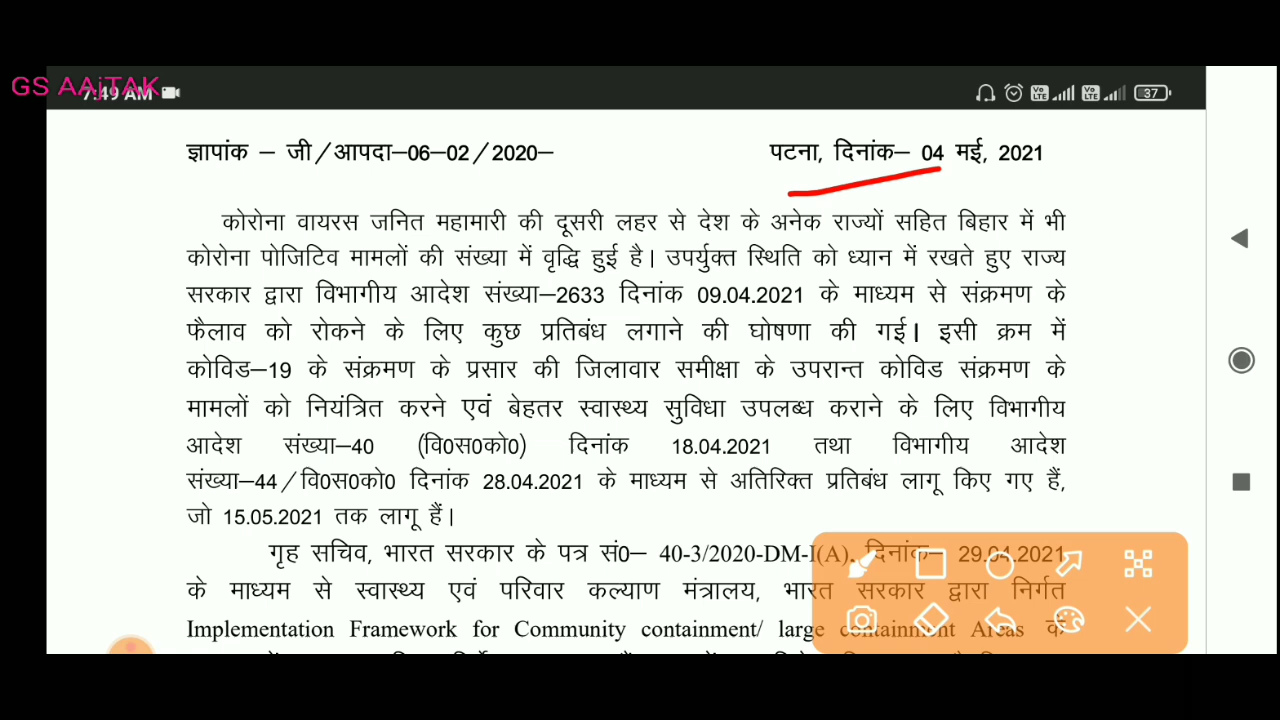 GS AAjTAK
7:49 AM
37
ज्ञापांक – जी/आपदा–06–02/2020– पटना, दिनांक– 04 मई, 2021
कोरोना वायरस जनित महामारी की दूसरी लहर से देश के अनेक राज्यों सहित बिहार में भी
कोरोना पोजिटिव मामलों की संख्या में वृद्धि हुई है। उपर्युक्त स्थिति को ध्यान में रखते हुए राज्य
सरकार द्वारा विभागीय आदेश संख्या–2633 दिनांक 09.04.2021 के माध्यम से संक्रमण के
फैलाव को रोकने के लिए कुछ प्रतिबंध लगाने की घोषणा की गई। इसी क्रम में
कोविड–19 के संक्रमण के प्रसार की जिलावार समीक्षा के उपरान्त कोविड संक्रमण के
मामलों को नियंत्रित करने एवं बेहतर स्वास्थ्य सुविधा उपलब्ध कराने के लिए विभागीय
आदेश संख्या–40 (वि0स0को0) दिनांक 18.04.2021 तथा विभागीय आदेश
संख्या–44/वि0स0को0 दिनांक 28.04.2021 के माध्यम से अतिरिक्त प्रतिबंध लागू किए गए हैं,
जो 15.05.2021 तक लागू हैं।
गृह सचिव, भारत सरकार के पत्र सं0– 40-3/2020-DM-I(A), दिनांक– 29.04.2021
के माध्यम से स्वास्थ्य एवं परिवार कल्याण मंत्रालय, भारत सरकार द्वारा निर्गत
Implementation Framework for Community containment/ large containment Areas के